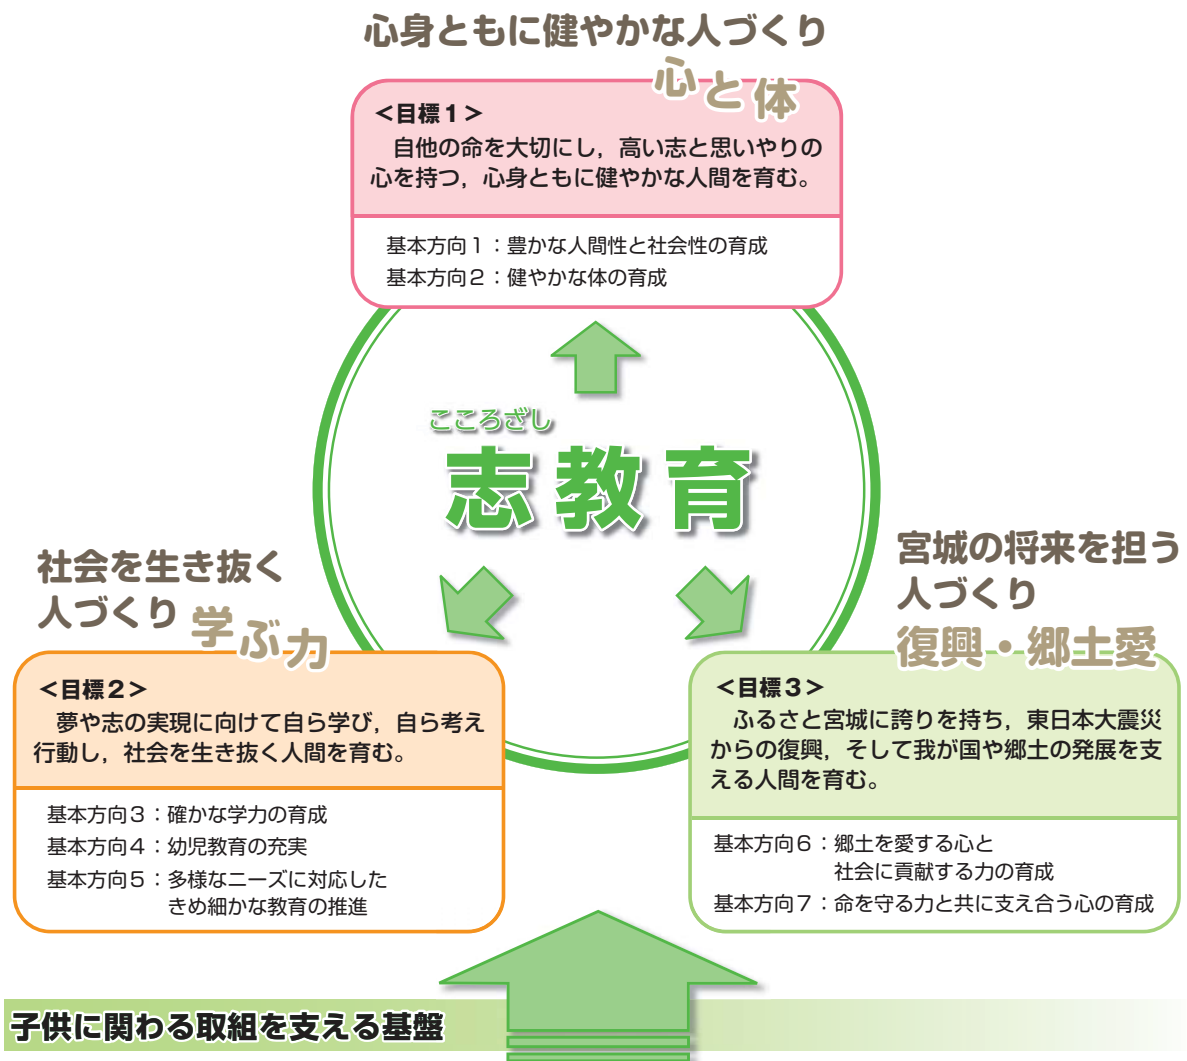 心身ともに健やかな人づくり
心と体
＜目標１＞
自他の命を大切にし，高い志と思いやりの
心を持つ，心身ともに健やかな人間を育む。
基本方向１：豊かな人間性と社会性の育成
基本方向２：健やかな体の育成
こころざし
志教育
社会を生き抜く
人づくり
学ぶ力
＜目標２＞
夢や志の実現に向けて自ら学び，自ら考え
行動し，社会を生き抜く人間を育む。
基本方向３：確かな学力の育成
基本方向４：幼児教育の充実
基本方向５：多様なニーズに対応した
きめ細かな教育の推進
宮城の将来を担う
人づくり
復興・郷土愛
＜目標３＞
ふるさと宮城に誇りを持ち，東日本大震災
からの復興，そして我が国や郷土の発展を支
える人間を育む。
基本方向６：郷土を愛する心と
社会に貢献する力の育成
基本方向７：命を守る力と共に支え合う心の育成
子供に関わる取組を支える基盤